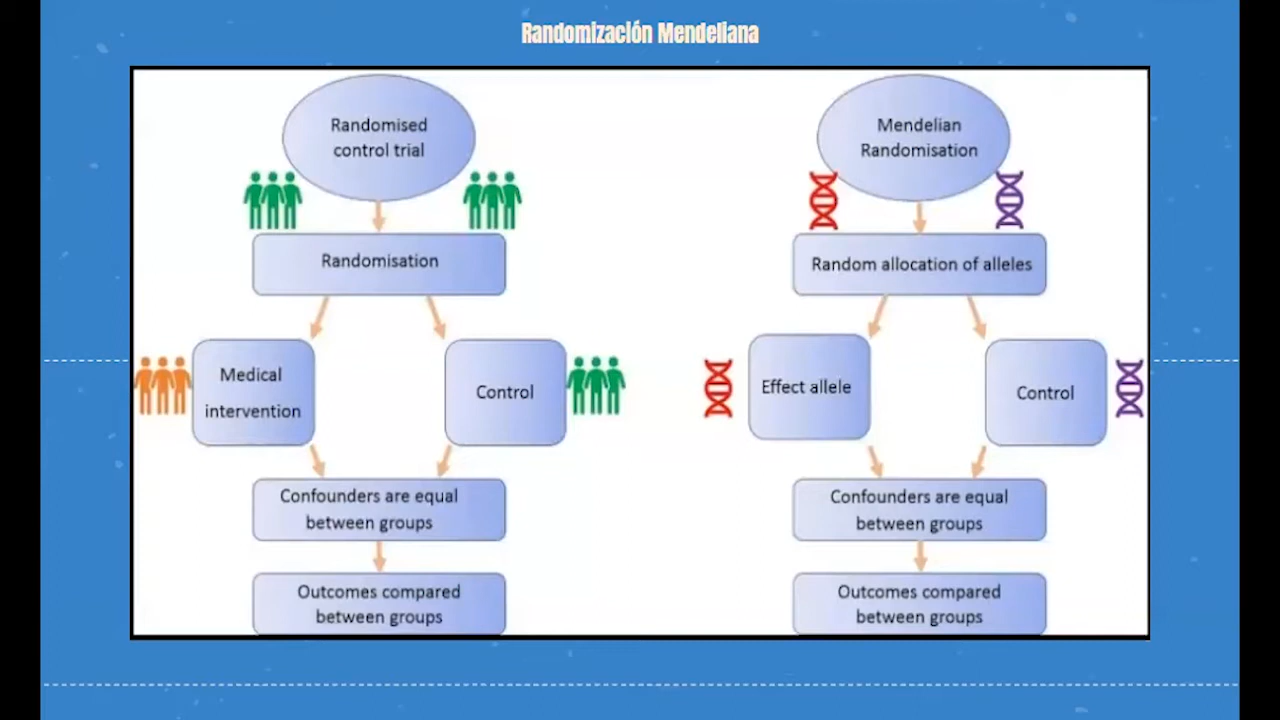 Randomización Mendeliana
Randomised
control trial
Randomisation
Medical
intervention
Control
Confounders are equal
between groups
Outcomes compared
between groups
Mendelian
Randomisation
Random allocation of alleles
Effect allele
Control
Confounders are equal
between groups
Outcomes compared
between groups